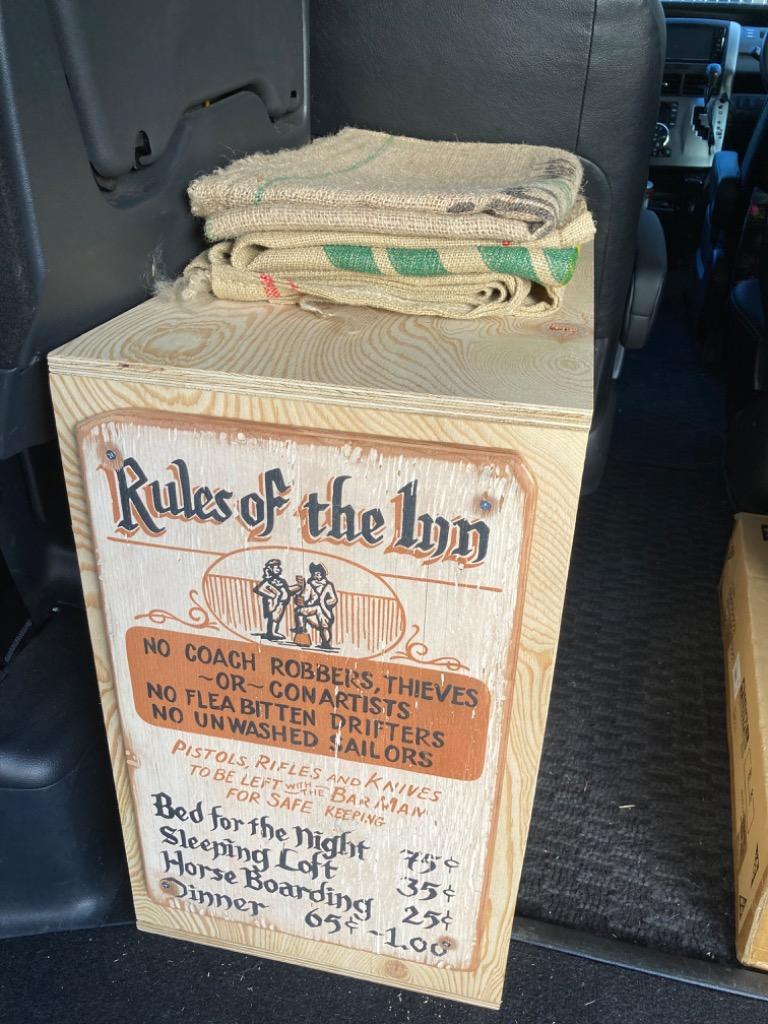 Rules of the Inn
NO COACH ROBBERS, THIEVES
~OR~ CONARTISTS
NO FLEA BITTEN DRIFTERS
NO UNWASHED SAILORS
PISTOLS, RIFLES AND KNIVES
TO BE LEFT WITH THE BAR MAN
FOR SAFE KEEPING
Bed for the Night 75¢
Sleeping Loft 35¢
Horse Boarding 25¢
Dinner 65¢ - 1.00